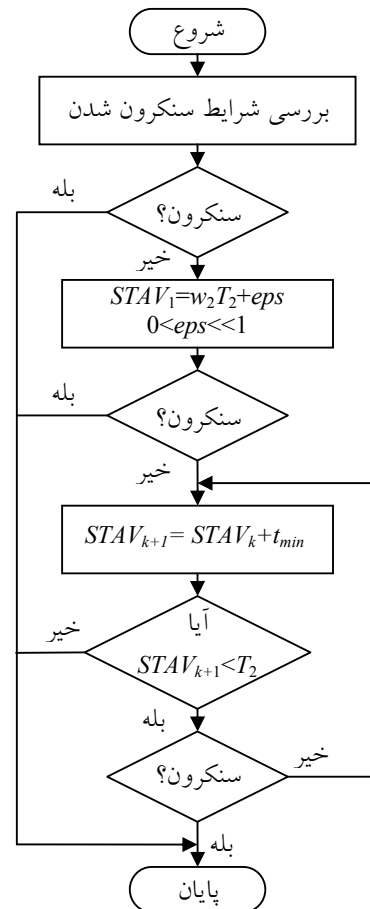 شروع
بررسی شرایط سنکرون شدن
بله
سنکرون؟
خیر
STAV₁=w₂T₂+eps
0<eps<<1
بله
سنکرون؟
خیر
STAVₖ₊₁= STAVₖ+tₘᵢₙ
خیر
آیا
STAVₖ₊₁<T₂
بله
سنکرون؟
خیر
بله
پایان